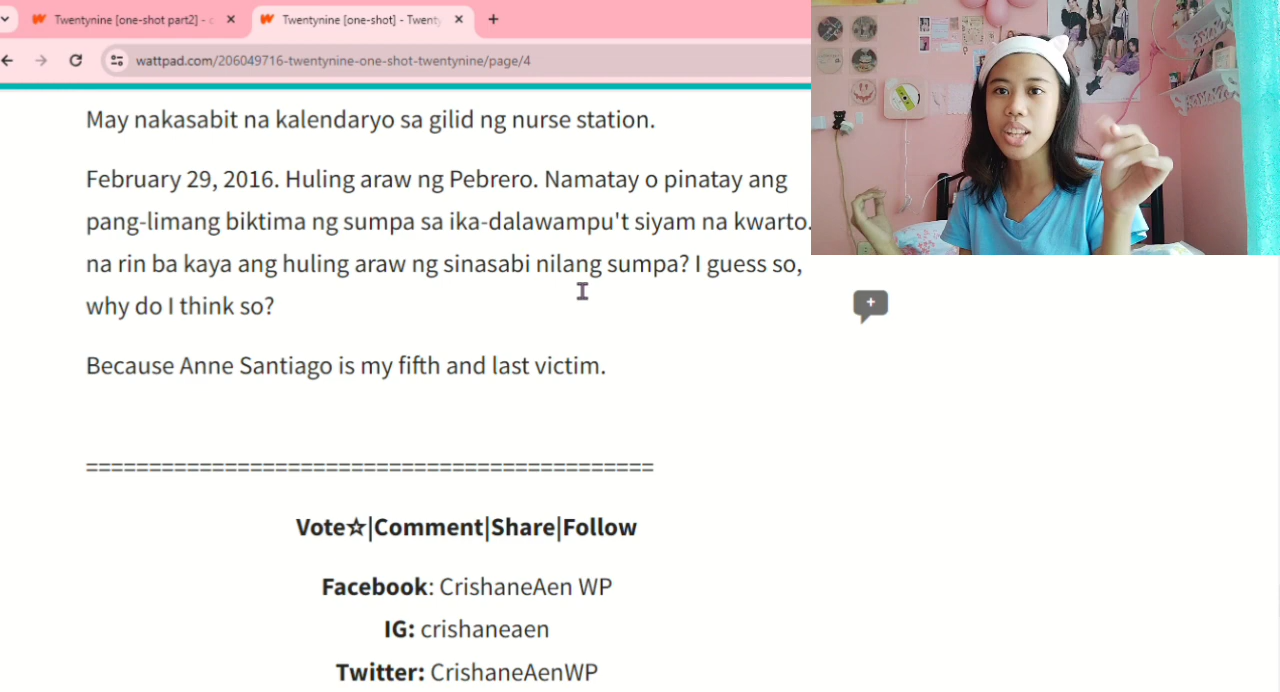 Twentynine [one-shot part2] -
Twentynine [one-shot] - Twenty
wattpad.com/206049716-twentynine-one-shot-twentynine/page/4
May nakasabit na kalendaryo sa gilid ng nurse station.
February 29, 2016. Huling araw ng Pebrero. Namatay o pinatay ang
pang-limang biktima ng sumpa sa ika-dalawampu't siyam na kwarto.
na rin ba kaya ang huling araw ng sinasabi nilang sumpa? I guess so,
why do I think so?
Because Anne Santiago is my fifth and last victim.
============================================
Vote☆|Comment|Share|Follow
Facebook: CrishaneAen WP
IG: crishaneaen
Twitter: CrishaneAenWP